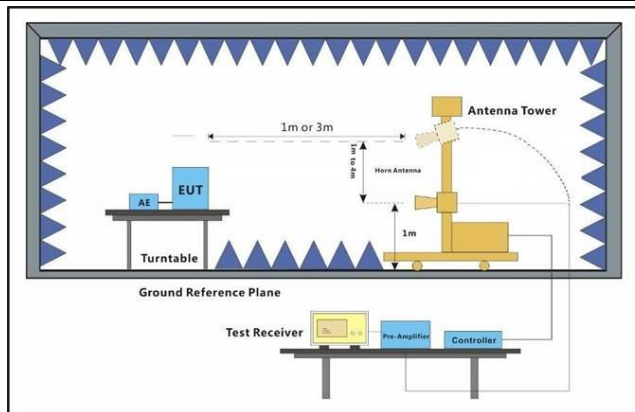 1m or 3m
Antenna Tower
1m to 4m
Horn Antenna
EUT
AE
1m
Turntable
Ground Reference Plane
Test Receiver
Pre-Amplifier
Controller